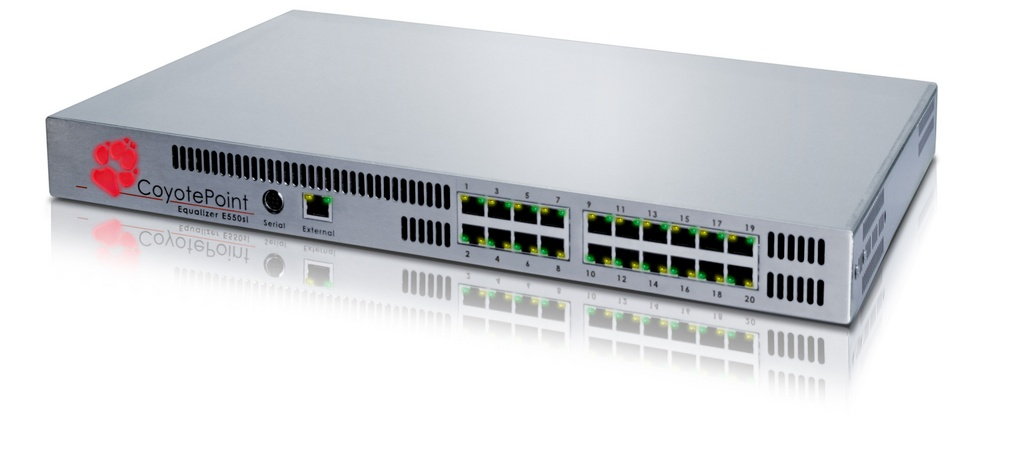 CoyotePoint
Equalizer E650si
Serial
External
1 3 5 7
2 4 6 8
9 11 13 15 17 19
10 12 14 16 18 20